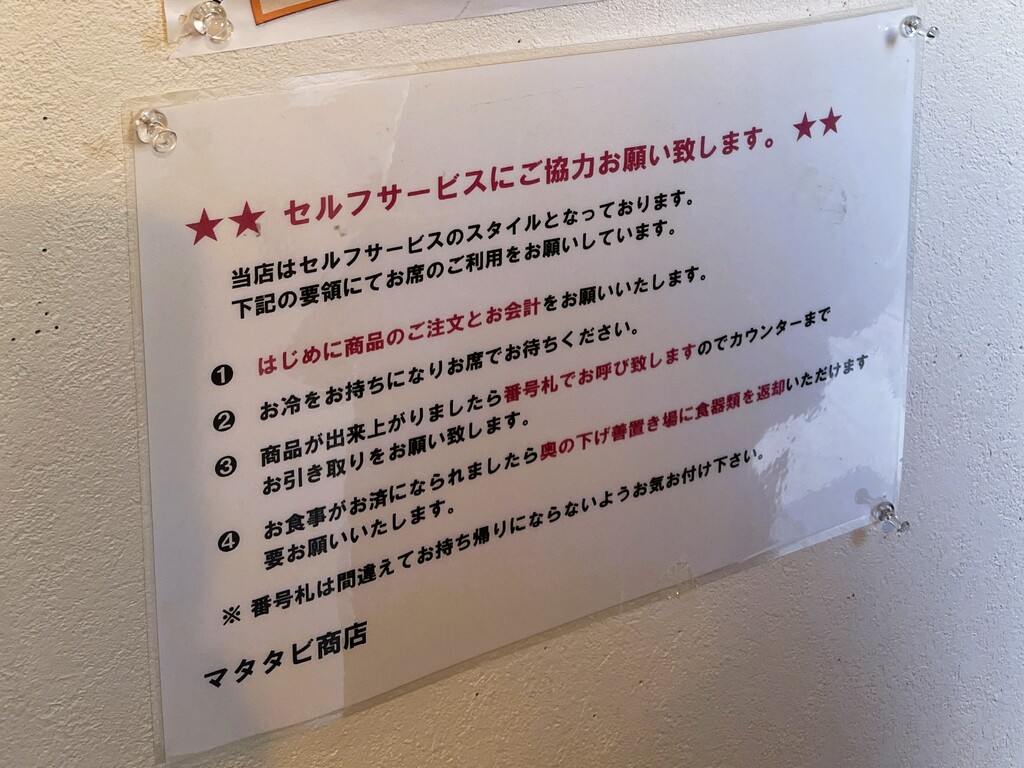 ★★ セルフサービスにご協力お願い致します。★★
当店はセルフサービスのスタイルとなっております。
下記の要領にてお席のご利用をお願いしています。
❶ はじめに商品のご注文とお会計をお願いいたします。
❷ お冷をお持ちになりお席でお待ちください。
❸ 商品が出来上がりましたら番号札でお呼び致しますのでカウンターまで
お引き取りをお願い致します。
❹ お食事がお済になられましたら奥の下げ善置き場に食器類を返却いただけます
要お願いいたします。
※ 番号札は間違えてお持ち帰りにならないようお気お付け下さい。
マタタビ商店